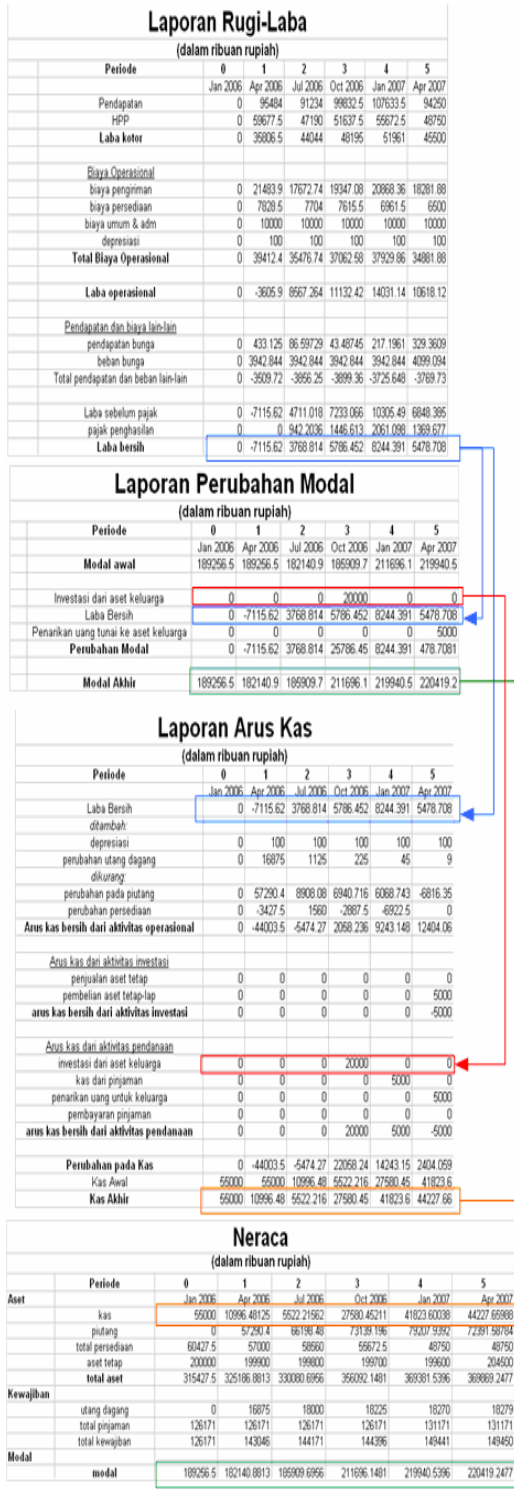 Laporan Rugi-Laba
(dalam ribuan rupiah)
Periode 0 1 2 3 4 5
Jan 2006 Apr 2006 Jul 2006 Oct 2006 Jan 2007 Apr 2007
Pendapatan 0 95484 91234 99832.5 107633.5 94250
HPP 0 59677.5 47190 51637.5 55672.5 48750
Laba kotor 0 35806.5 44044 48195 51961 45500
Biaya Operasional
biaya pengiriman 0 21483.9 17672.74 19347.08 20868.36 18281.88
biaya persediaan 0 7828.5 7704 7615.5 6961.5 6500
biaya umum & adm 0 10000 10000 10000 10000 10000
depresiasi 0 100 100 100 100 100
Total Biaya Operasional 0 39412.4 35476.74 37062.58 37929.86 34881.88
Laba operasional 0 -3605.9 8567.264 11132.42 14031.14 10618.12
Pendapatan dan biaya lain-lain
pendapatan bunga 0 433.125 86.59729 43.48745 217.1961 329.3609
beban bunga 0 3942.844 3942.844 3942.844 3942.844 4099.094
Total pendapatan dan beban lain-lain 0 -3509.72 -3856.25 -3899.36 -3725.648 -3769.73
Laba sebelum pajak 0 -7115.62 4711.018 7233.066 10305.49 6848.385
pajak penghasilan 0 0 942.2036 1446.613 2061.098 1369.677
Laba bersih 0 -7115.62 3768.814 5786.452 8244.391 5478.708
Laporan Perubahan Modal
(dalam ribuan rupiah)
Periode 0 1 2 3 4 5
Jan 2006 Apr 2006 Jul 2006 Oct 2006 Jan 2007 Apr 2007
Modal awal 189256.5 189256.5 182140.9 185909.7 211696.1 219940.5
Investasi dari aset keluarga 0 0 0 20000 0 0
Laba Bersih 0 -7115.62 3768.814 5786.452 8244.391 5478.708
Penarikan uang tunai ke aset keluarga 0 0 0 0 0 5000
Perubahan Modal 0 -7115.62 3768.814 25786.45 8244.391 478.7081
Modal Akhir 189256.5 182140.9 185909.7 211696.1 219940.5 220419.2
Laporan Arus Kas
(dalam ribuan rupiah)
Periode 0 1 2 3 4 5
Jan 2006 Apr 2006 Jul 2006 Oct 2006 Jan 2007 Apr 2007
Laba Bersih 0 -7115.62 3768.814 5786.452 8244.391 5478.708
ditambah:
depresiasi 0 100 100 100 100 100
perubahan utang dagang 0 16875 1125 225 45 9
dikurang:
perubahan pada piutang 0 57290.4 8908.08 6940.716 6068.743 -6816.35
perubahan persediaan 0 -3427.5 1560 -2887.5 -6922.5 0
Arus kas bersih dari aktivitas operasional 0 -44003.5 -5474.27 2058.236 9243.148 12404.06
Arus kas dari aktivitas investasi
penjualan aset tetap 0 0 0 0 0 0
pembelian aset tetap-lap 0 0 0 0 0 5000
arus kas bersih dari aktivitas investasi 0 0 0 0 0 -5000
Arus kas dari aktivitas pendanaan
investasi dari aset keluarga 0 0 0 20000 0 0
kas dari pinjaman 0 0 0 0 5000 0
penarikan uang untuk keluarga 0 0 0 0 0 5000
pembayaran pinjaman 0 0 0 0 0 0
arus kas bersih dari aktivitas pendanaan 0 0 0 20000 5000 -5000
Perubahan pada Kas 0 -44003.5 -5474.27 22058.24 14243.15 2404.059
Kas Awal 55000 55000 10996.48 5522.216 27580.45 41823.6
Kas Akhir 55000 10996.48 5522.216 27580.45 41823.6 44227.66
Neraca
(dalam ribuan rupiah)
Periode 0 1 2 3 4 5
Aset Jan 2006 Apr 2006 Jul 2006 Oct 2006 Jan 2007 Apr 2007
kas 55000 10996.48125 5522.21562 27580.45211 41823.60038 44227.65988
piutang 0 57290.4 66198.48 73139.196 79207.9392 72391.58784
total persediaan 60427.5 57000 58560 55672.5 48750 48750
aset tetap 200000 199900 199800 199700 199600 204500
total aset 315427.5 325186.8813 330080.6956 356092.1481 369381.5396 369869.2477
Kewajiban
utang dagang 0 16875 18000 18225 18270 18279
total pinjaman 126171 126171 126171 126171 131171 131171
total kewajiban 126171 143046 144171 144396 149441 149450
Modal
modal 189256.5 182140.8813 185909.6956 211696.1481 219940.5396 220419.2477